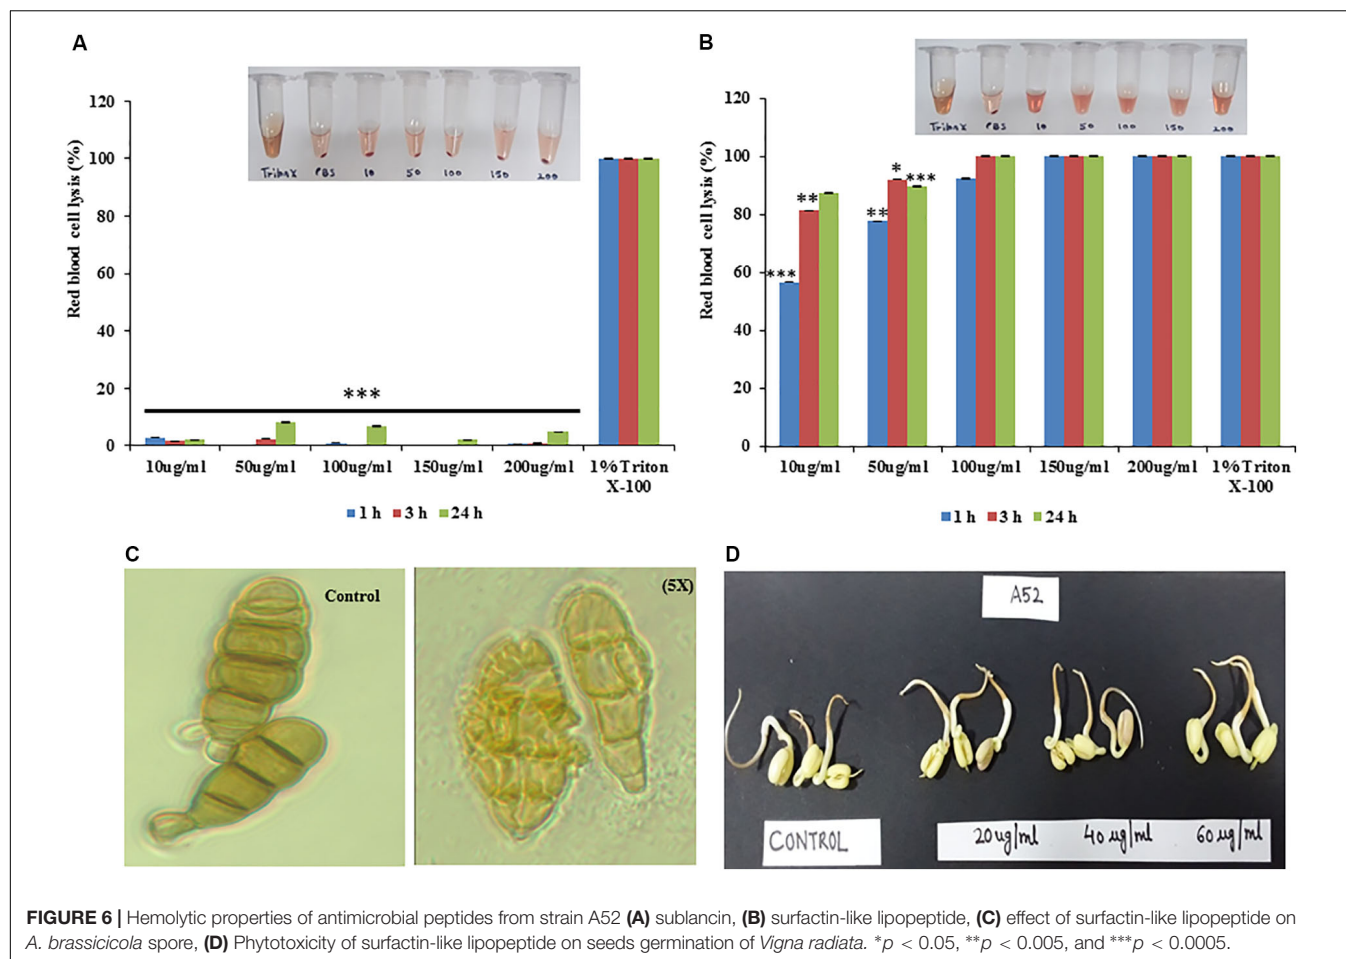 A
120
100
80
60
40
20
0
Red blood cell lysis (%)
Triton X PBS 10 50 100 150 200
***
10ug/ml 50ug/ml 100ug/ml 150ug/ml 200ug/ml 1% Triton
X-100
1 h 3 h 24 h
B
120
100
80
60
40
20
0
Red blood cell lysis (%)
Triton X PBS 10 50 100 150 200
*** ** ** * ***
10ug/ml 50ug/ml 100ug/ml 150ug/ml 200ug/ml 1% Triton
X-100
1 h 3 h 24 h
C
Control
(5X)
D
A52
CONTROL
20 ug/ml 40 ug/ml 60 ug/ml
FIGURE 6 | Hemolytic properties of antimicrobial peptides from strain A52 (A) sublancin, (B) surfactin-like lipopeptide, (C) effect of surfactin-like lipopeptide on
A. brassicicola spore, (D) Phytotoxicity of surfactin-like lipopeptide on seeds germination of Vigna radiata. *p < 0.05, **p < 0.005, and ***p < 0.0005.